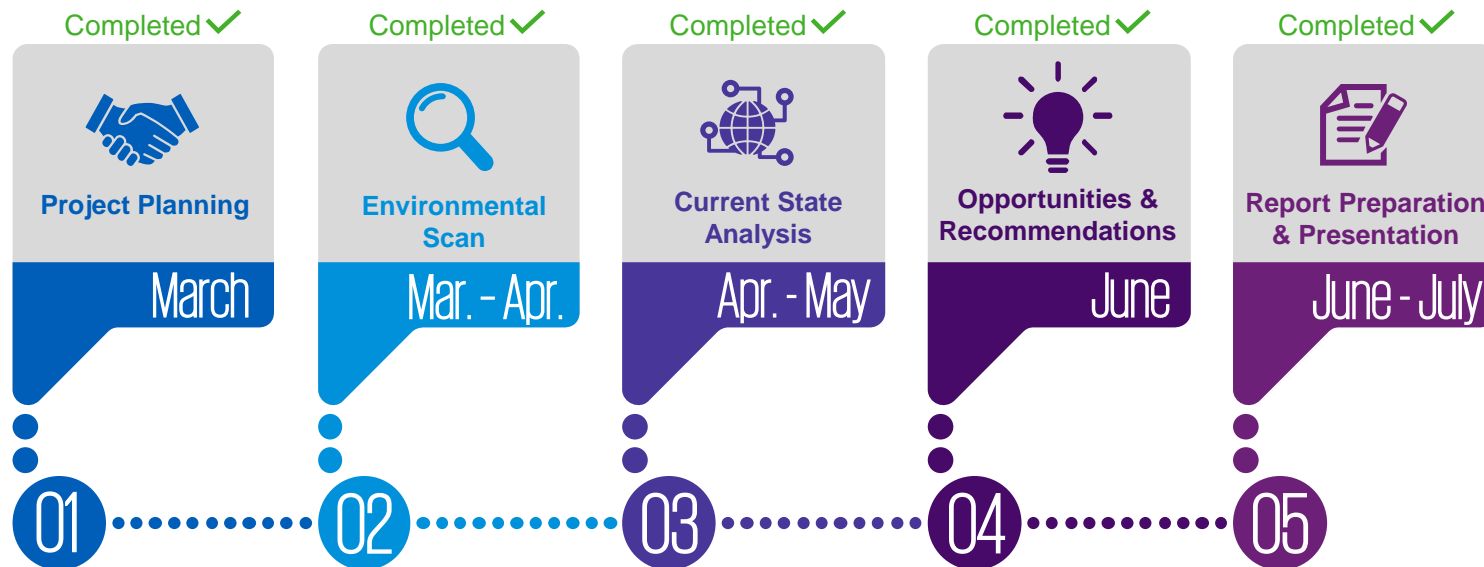 Completed
Completed
Completed
Completed
Completed
Project Planning
Environmental
Scan
Current State
Analysis
Opportunities &
Recommendations
Report Preparation
& Presentation
March
Mar. - Apr.
Apr. - May
June
June - July
01
02
03
04
05